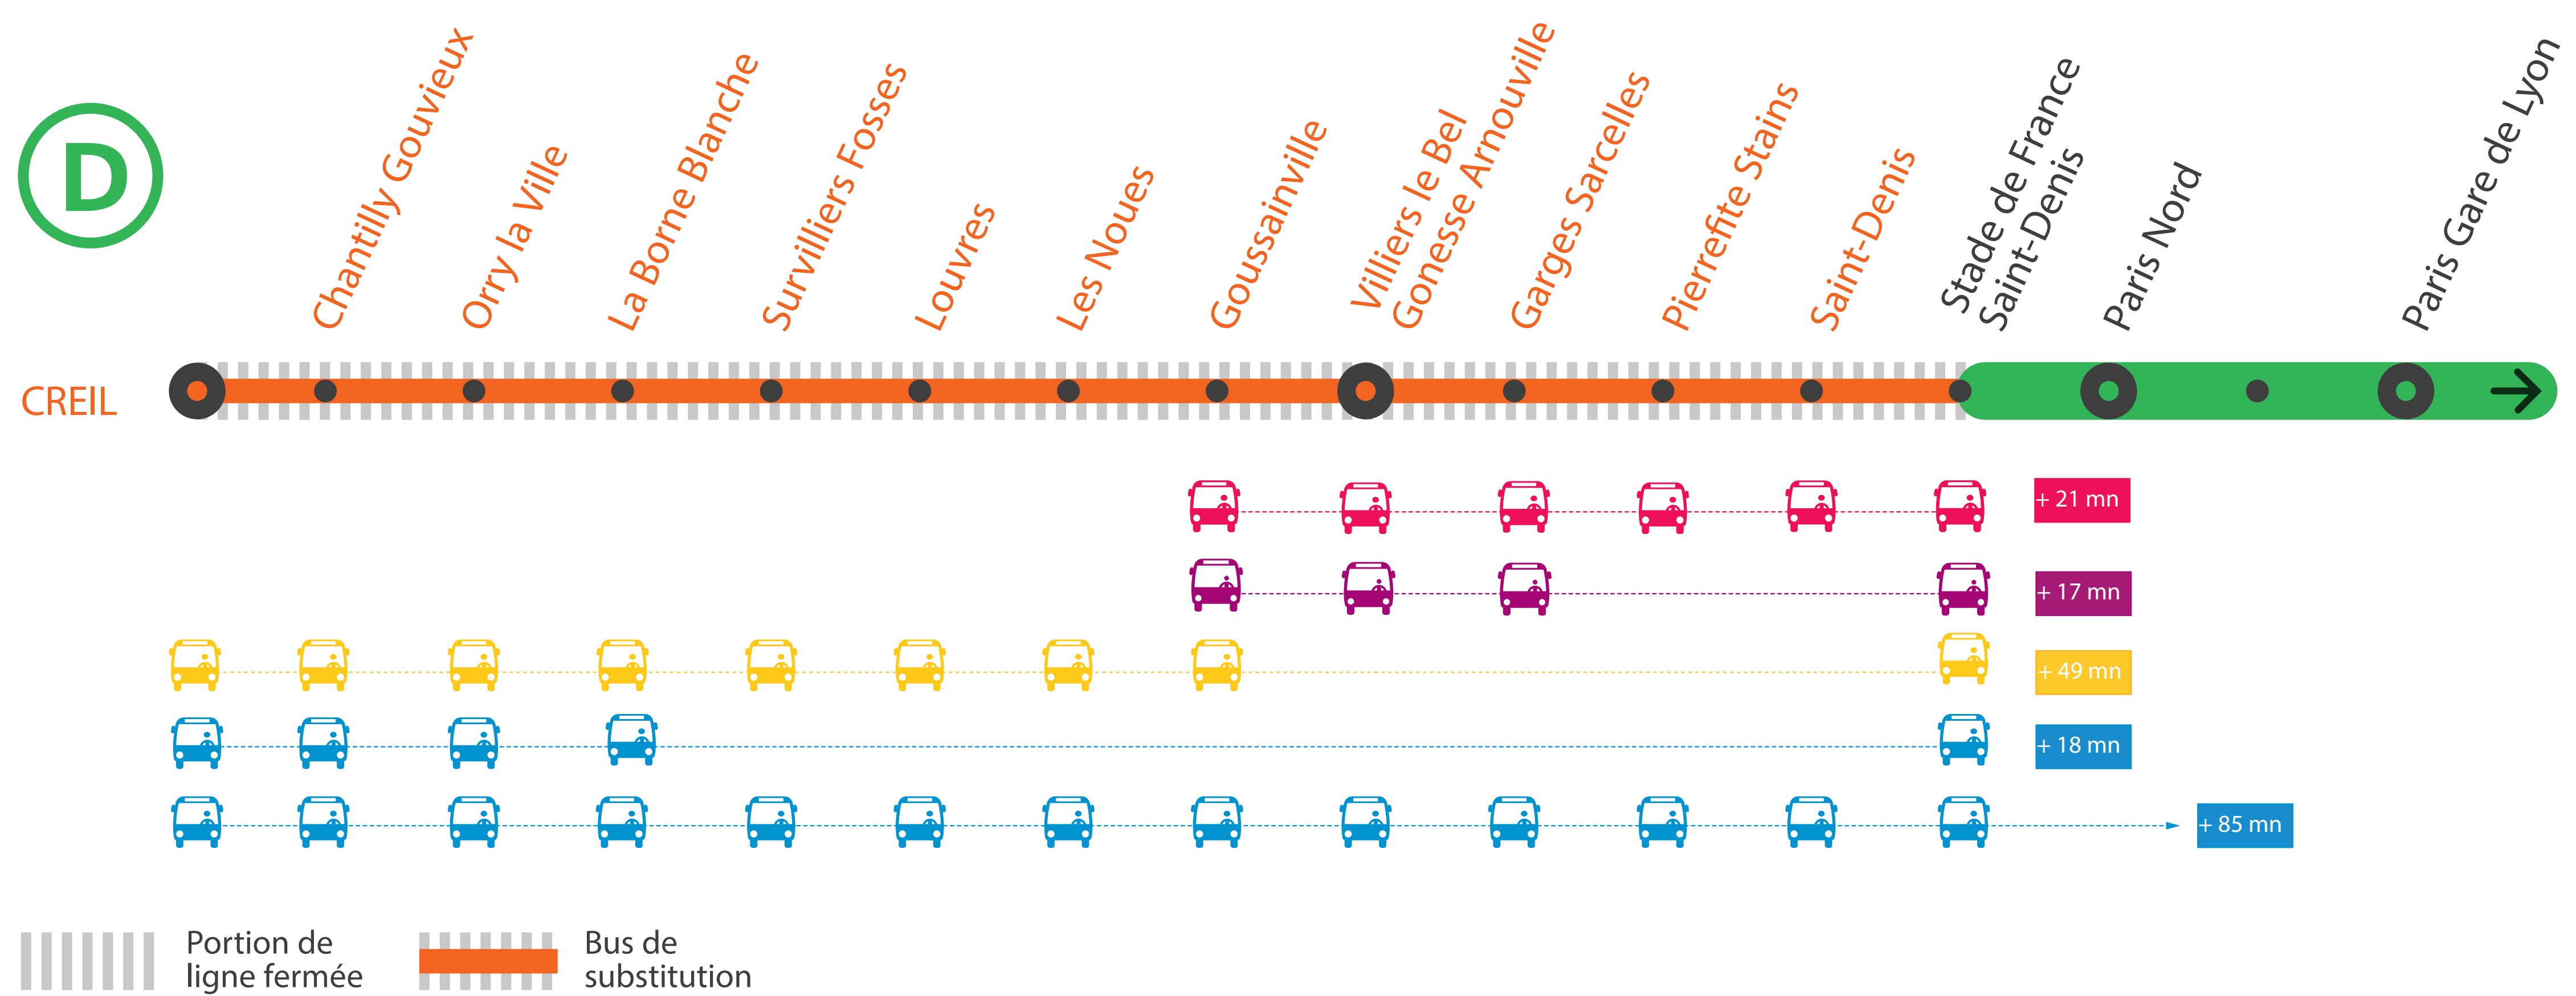 D
Chantilly Gouvieux
Orry la Ville
La Borne Blanche
Survilliers Fosses
Louvres
Les Noues
Goussainville
Villiers le Bel
Gonesse Arnouville
Garges Sarcelles
Pierrefite Stains
Saint-Denis
Stade de France
Saint-Denis
Paris Nord
Paris Gare de Lyon
CREIL
+ 21 mn
+ 17 mn
+ 49 mn
+ 18 mn
+ 85 mn
Portion de
ligne fermée
Bus de
substitution